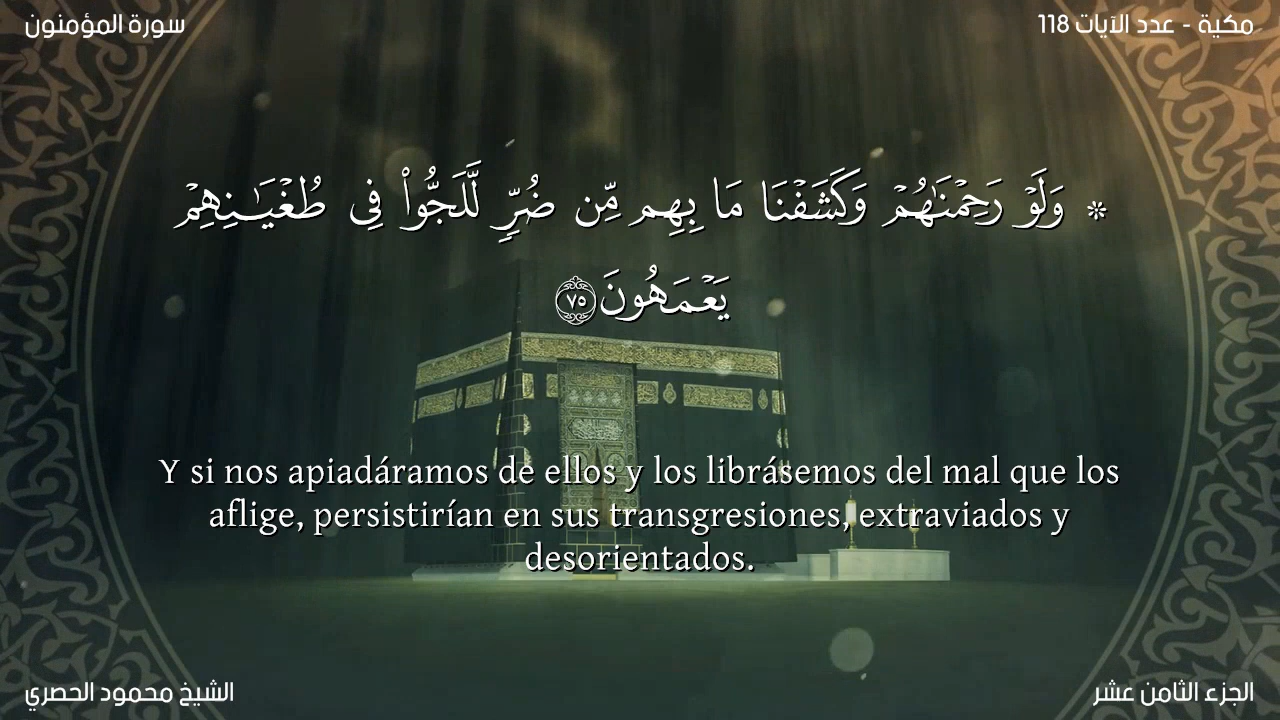 سورة المؤمنون
مكية - عدد الآيات 118
* وَلَوْ رَحِمْنَـٰهُمْ وَكَشَفْنَا مَا بِهِم مِّن ضُرٍّ لَّلَجُّوا۟ فِى طُغْيَـٰنِهِمْ
يَعْمَهُونَ ٧٥
Y si nos apiadáramos de ellos y los librásemos del mal que los
aflige, persistirían en sus transgresiones, extraviados y
desorientados.
الشيخ محمود الحصري
الجزء الثامن عشر